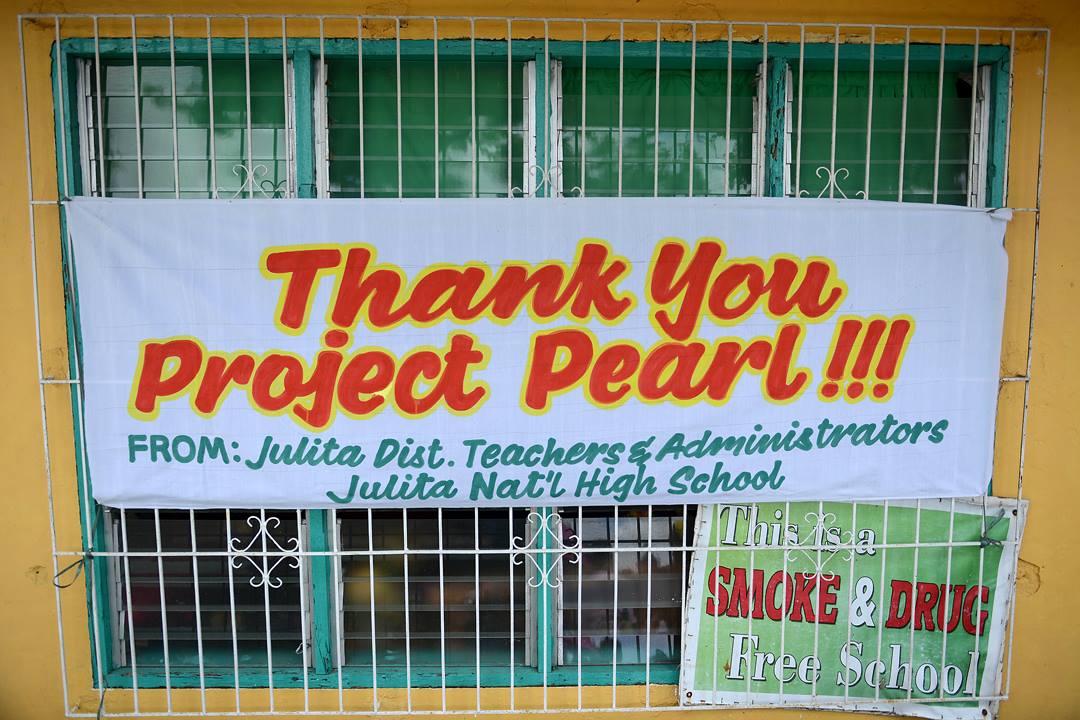 Thank You
Project Pearl !!!
FROM: Julita Dist. Teachers & Administrators
Julita Nat'l High School
This is a
SMOKE & DRUG
Free School